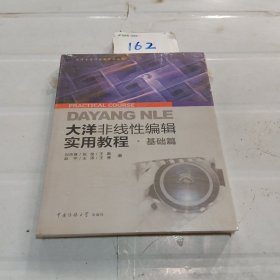 162
PRACTICAL COURSE
DAYANG NLE
大洋非线性编辑
实用教程·基础篇
著
中国传媒大学出版社